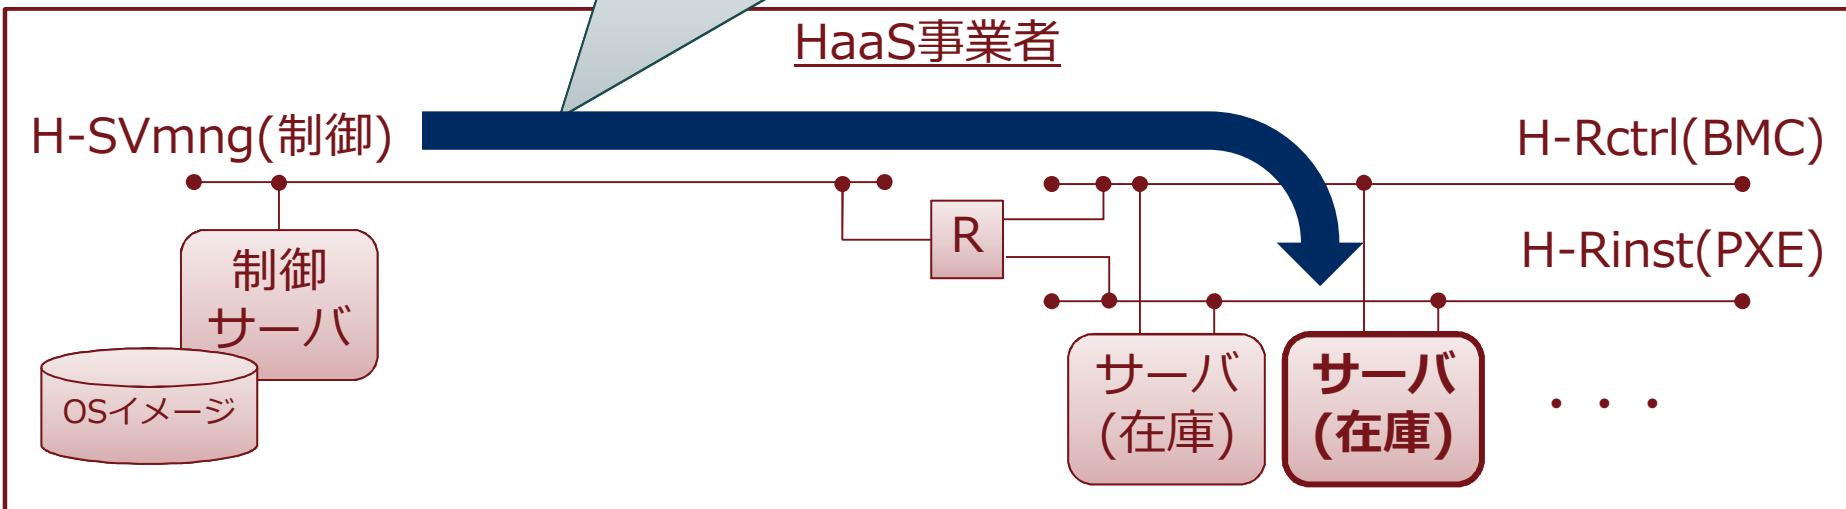 HaaS事業者
H-SVmng(制御)
H-Rctrl(BMC)
R
H-Rinst(PXE)
制御
サーバ
OSイメージ
サーバ
(在庫)
サーバ
(在庫)
・・・